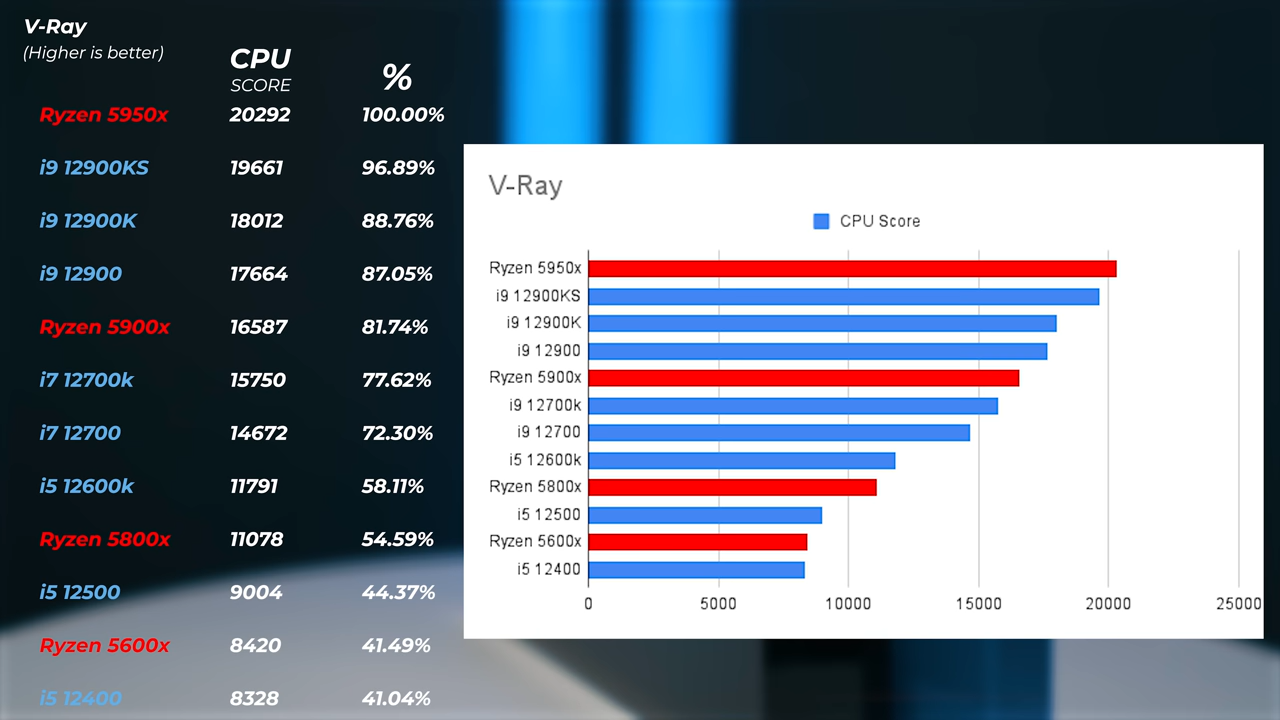 V-Ray
(Higher is better)
CPU
SCORE
%
Ryzen 5950x 20292 100.00%
i9 12900KS 19661 96.89%
i9 12900K 18012 88.76%
i9 12900 17664 87.05%
Ryzen 5900x 16587 81.74%
i7 12700k 15750 77.62%
i7 12700 14672 72.30%
i5 12600k 11791 58.11%
Ryzen 5800x 11078 54.59%
i5 12500 9004 44.37%
Ryzen 5600x 8420 41.49%
i5 12400 8328 41.04%
V-Ray
CPU Score
Ryzen 5950x
i9 12900KS
i9 12900K
i9 12900
Ryzen 5900x
i9 12700k
i9 12700
i5 12600k
Ryzen 5800x
i5 12500
Ryzen 5600x
i5 12400
0 5000 10000 15000 20000 25000